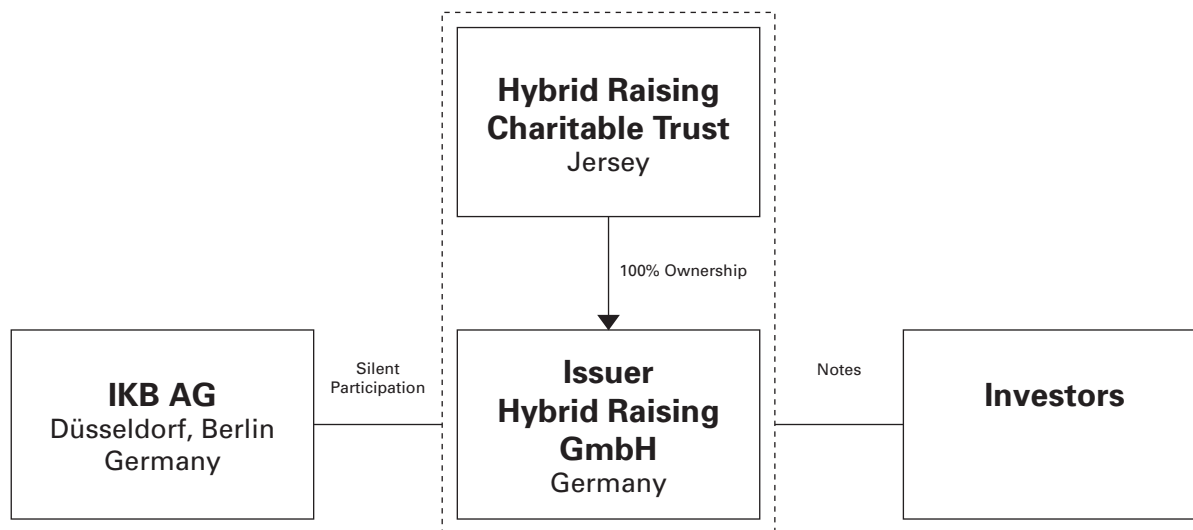 Hybrid Raising
Charitable Trust
Jersey
100% Ownership
IKB AG
Düsseldorf, Berlin
Germany
Silent
Participation
Issuer
Hybrid Raising
GmbH
Germany
Notes
Investors